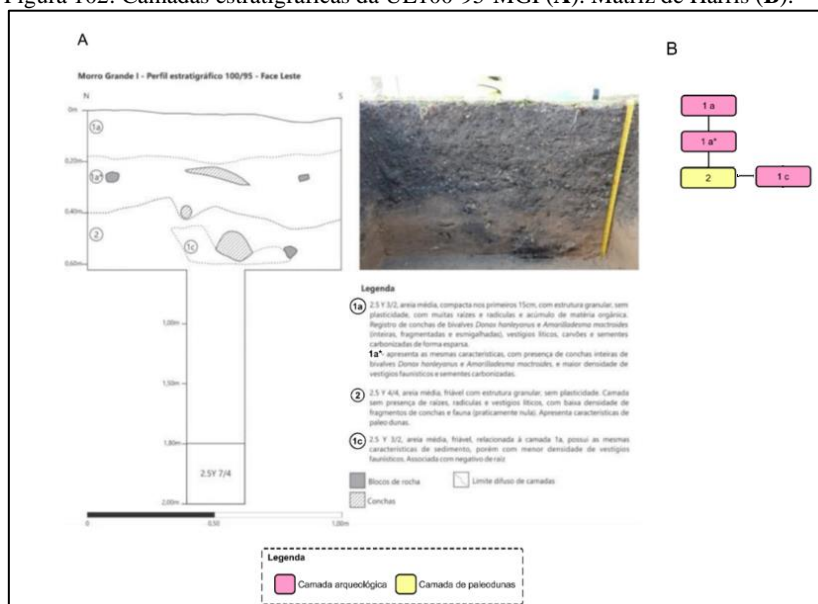 Figura 102: Camadas estratigráficas da UE100-95-MGI (A). Matriz de Harris (B).
A
B
Morro Grande I - Perfil estratigráfico 100/95 - Face Leste
N
S
0m
1a
0,20m
1a*
0,40m
2
1c
0,60m
1,00m
1,50m
1,80m
2.5Y 7/4
2,00m
0
0,50
1,00m
1 a
1 a*
2
1 c
Legenda
1a
2.5 Y 3/2, areia média, compacta nos primeiros 15cm, com estrutura granular, sem
plasticidade, com muitas raízes e radículas e acúmulo de matéria orgânica.
Registro de conchas de bivalves Donax hanleyanus e Amarilladesma mactroides
(inteiras, fragmentadas e esmigalhadas), vestígios líticos, carvões e sementes
carbonizadas de forma esparsa.
1a*- apresenta as mesmas características, com presença de conchas inteiras de
bivalves Donax hanleyanus e Amarilladesma mactroides, e maior densidade de
vestígios faunísticos e sementes carbonizadas.
2
2.5 Y 4/4, areia média, friável com estrutura granular, sem plasticidade. Camada
sem presença de raízes, radículas e vestígios líticos, com baixa densidade de
fragmentos de conchas e fauna (praticamente nula). Apresenta características de
paleo dunas.
1c
2.5 Y 3/2, areia média, friável, relacionada à camada 1a, possui as mesmas
características de sedimento, porém com menor densidade de vestígios
faunísticos. Associado com negativo de raiz
Blocos de rocha
Limite difuso de camadas
Conchas
Legenda
Camada arqueológica
Camada de paleodunas